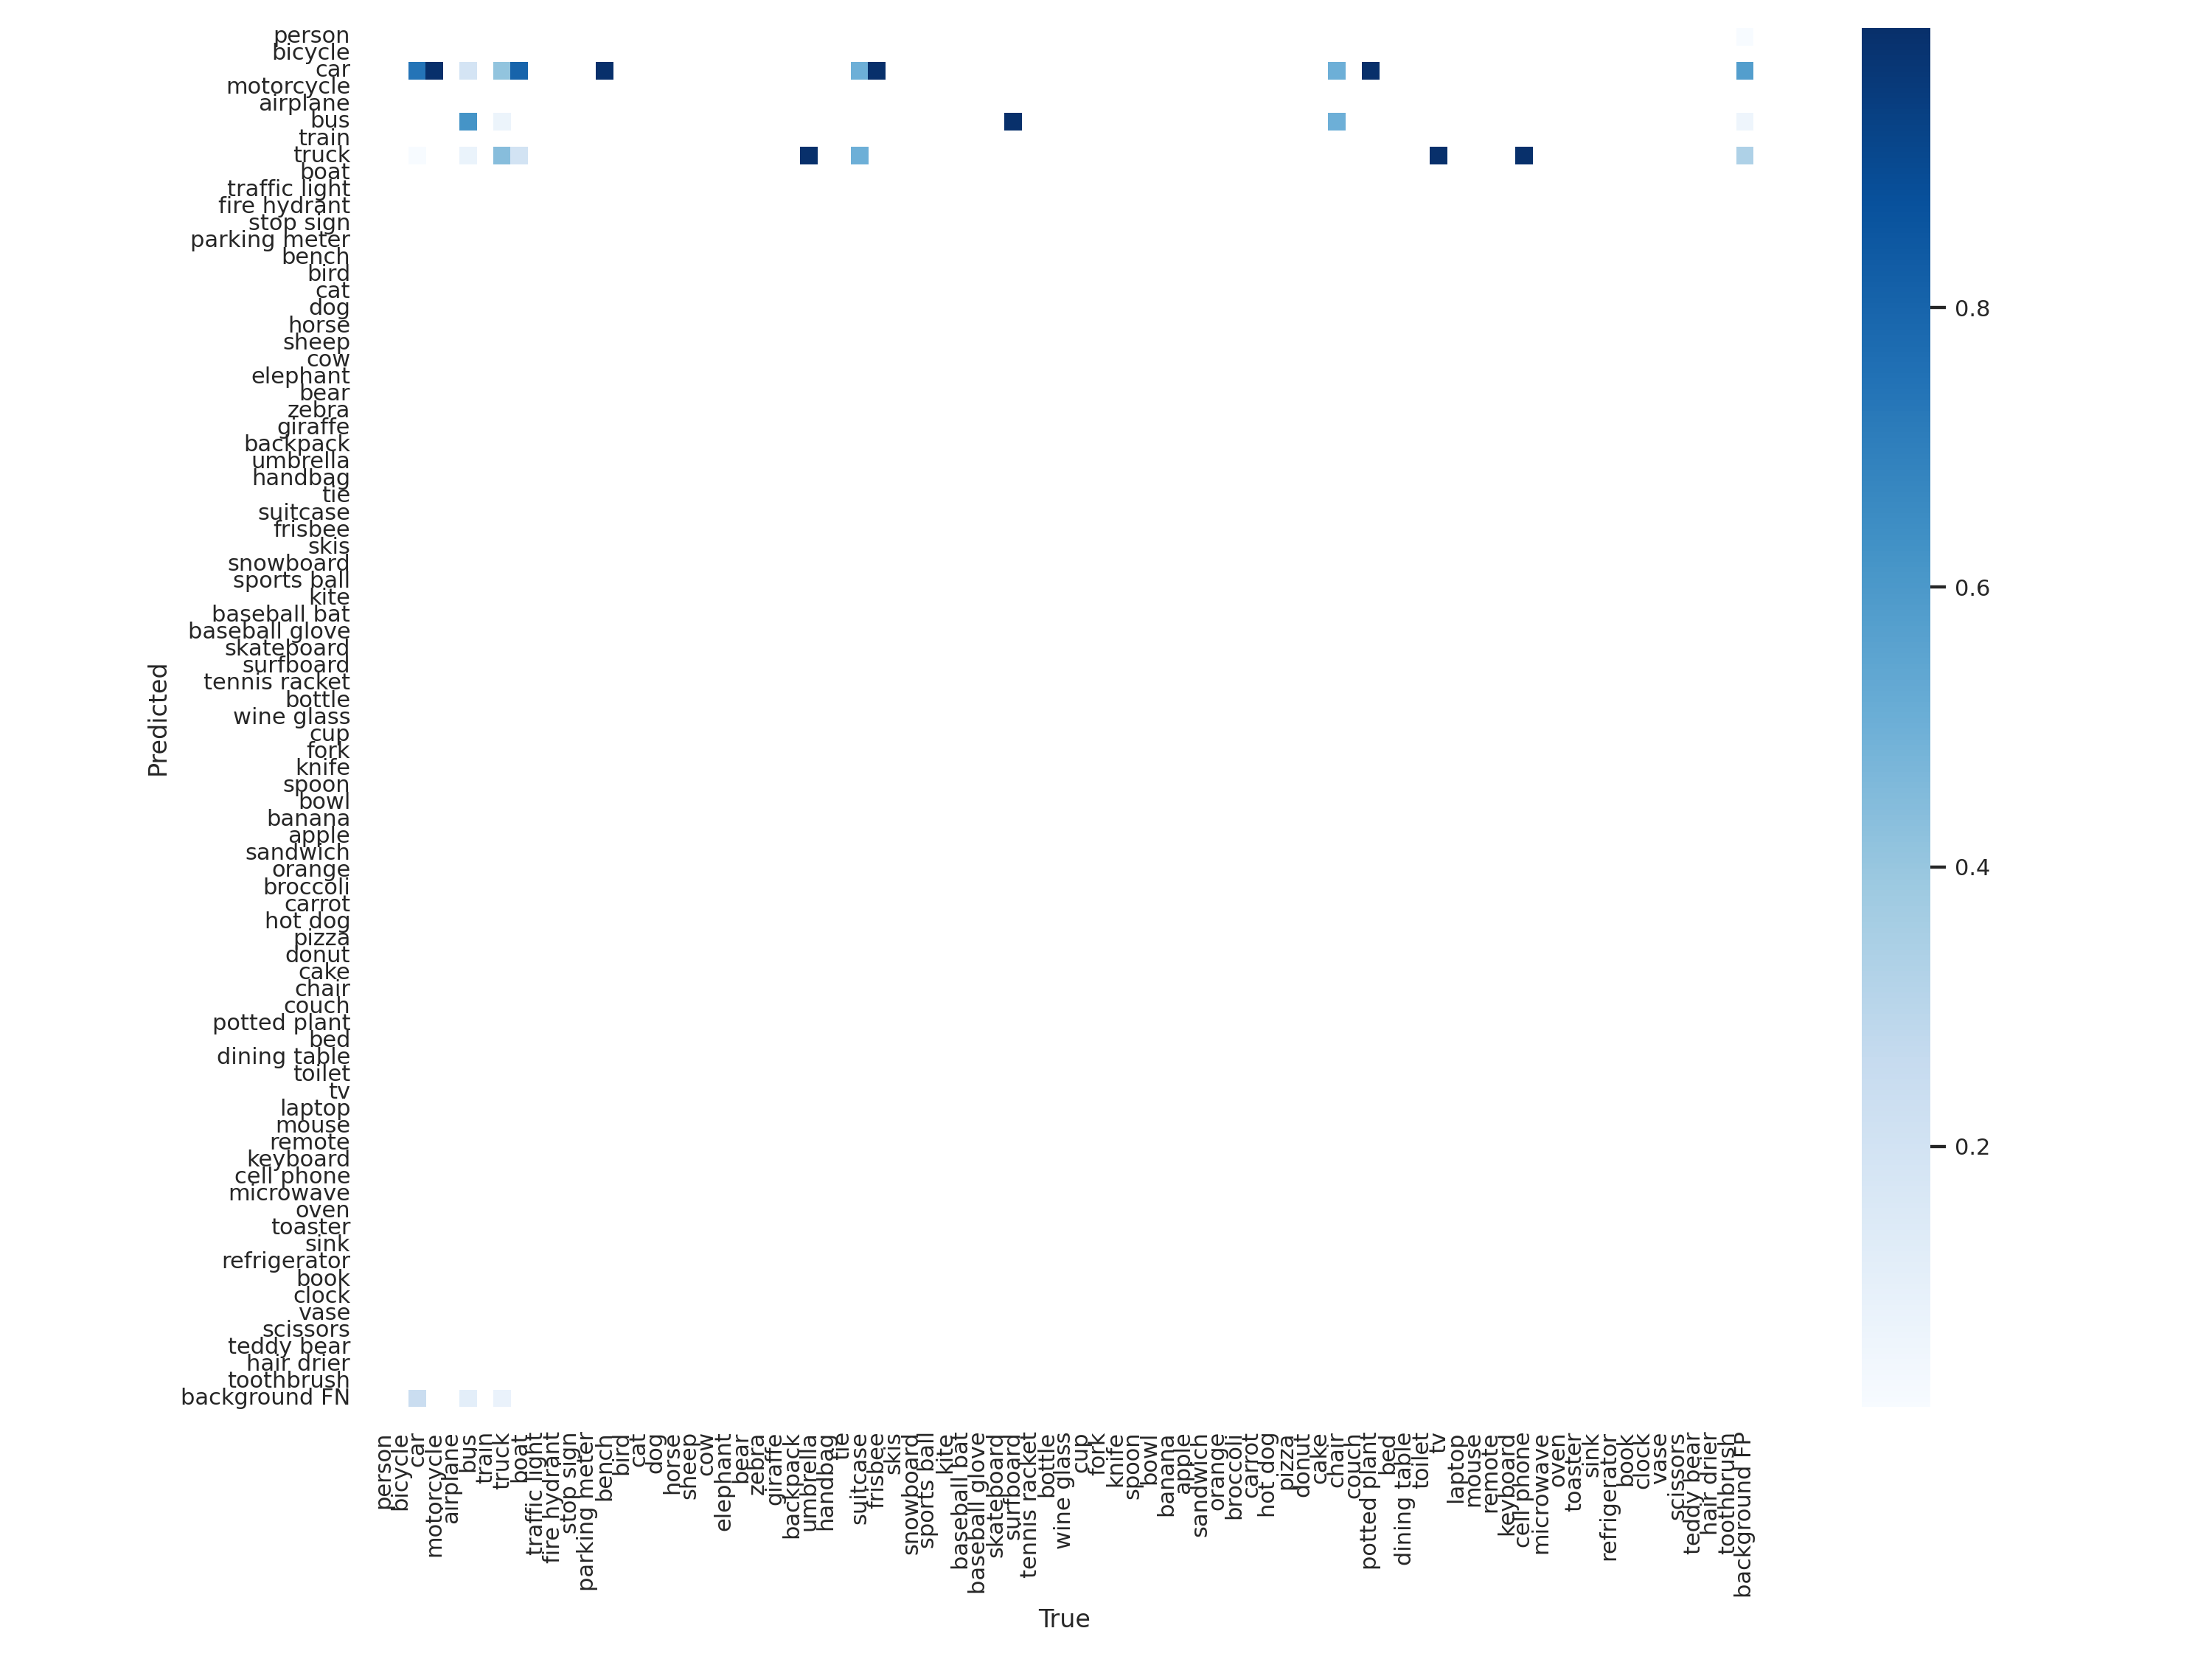 person
bicycle
car
motorcycle
airplane
bus
train
truck
boat
traffic light
fire hydrant
stop sign
parking meter
bench
bird
cat
dog
horse
sheep
cow
elephant
bear
zebra
giraffe
backpack
umbrella
handbag
tie
suitcase
frisbee
skis
snowboard
sports ball
kite
baseball bat
baseball glove
skateboard
surfboard
tennis racket
bottle
wine glass
cup
fork
knife
spoon
bowl
banana
apple
sandwich
orange
broccoli
carrot
hot dog
pizza
donut
cake
chair
couch
potted plant
bed
dining table
toilet
tv
laptop
mouse
remote
keyboard
cell phone
microwave
oven
toaster
sink
refrigerator
book
clock
vase
scissors
teddy bear
hair drier
toothbrush
background FN
Predicted
person
bicycle
car
motorcycle
airplane
bus
train
truck
boat
traffic light
fire hydrant
stop sign
parking meter
bench
bird
cat
dog
horse
sheep
cow
elephant
bear
zebra
giraffe
backpack
umbrella
handbag
tie
suitcase
frisbee
skis
snowboard
sports ball
kite
baseball bat
baseball glove
skateboard
surfboard
tennis racket
bottle
wine glass
cup
fork
knife
spoon
bowl
banana
apple
sandwich
orange
broccoli
carrot
hot dog
pizza
donut
cake
chair
couch
potted plant
bed
dining table
toilet
tv
laptop
mouse
remote
keyboard
cell phone
microwave
oven
toaster
sink
refrigerator
book
clock
vase
scissors
teddy bear
hair drier
toothbrush
background FP
True
0.8
0.6
0.4
0.2